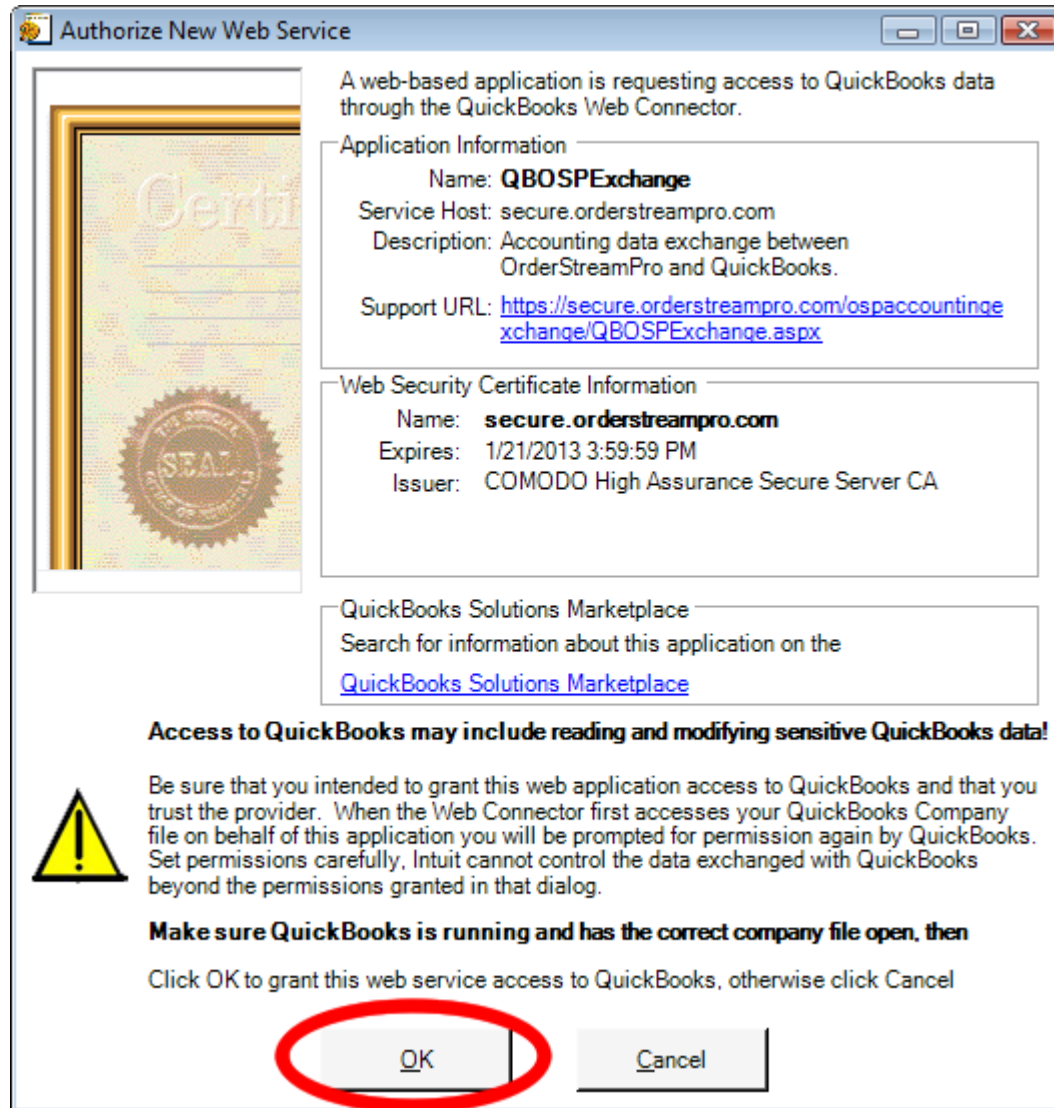 Authorize New Web Service
A web-based application is requesting access to QuickBooks data
through the QuickBooks Web Connector.
Application Information
Name: QBOSPExchange
Service Host: secure.orderstreampro.com
Description: Accounting data exchange between
OrderStreamPro and QuickBooks.
Support URL: https://secure.orderstreampro.com/ospaccountinge
xchange/QBOSPExchange.aspx
Certi
SEAL
Web Security Certificate Information
Name: secure.orderstreampro.com
Expires: 1/21/2013 3:59:59 PM
Issuer: COMODO High Assurance Secure Server CA
QuickBooks Solutions Marketplace
Search for information about this application on the
QuickBooks Solutions Marketplace
Access to QuickBooks may include reading and modifying sensitive QuickBooks data!
Be sure that you intended to grant this web application access to QuickBooks and that you
trust the provider. When the Web Connector first accesses your QuickBooks Company
file on behalf of this application you will be prompted for permission again by QuickBooks.
Set permissions carefully, Intuit cannot control the data exchanged with QuickBooks
beyond the permissions granted in that dialog.
Make sure QuickBooks is running and has the correct company file open, then
Click OK to grant this web service access to QuickBooks, otherwise click Cancel
OK
Cancel